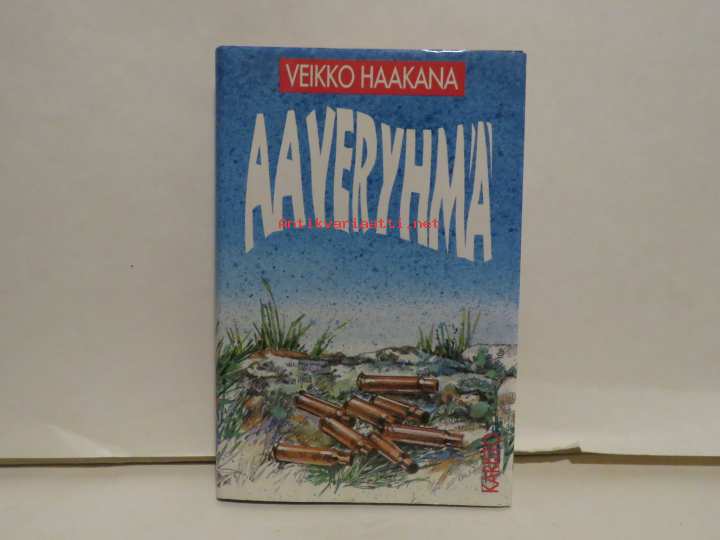 VEIKKO HAAKANA
AAVERYHMÄ
Antikvariaatti.net
KARISTO